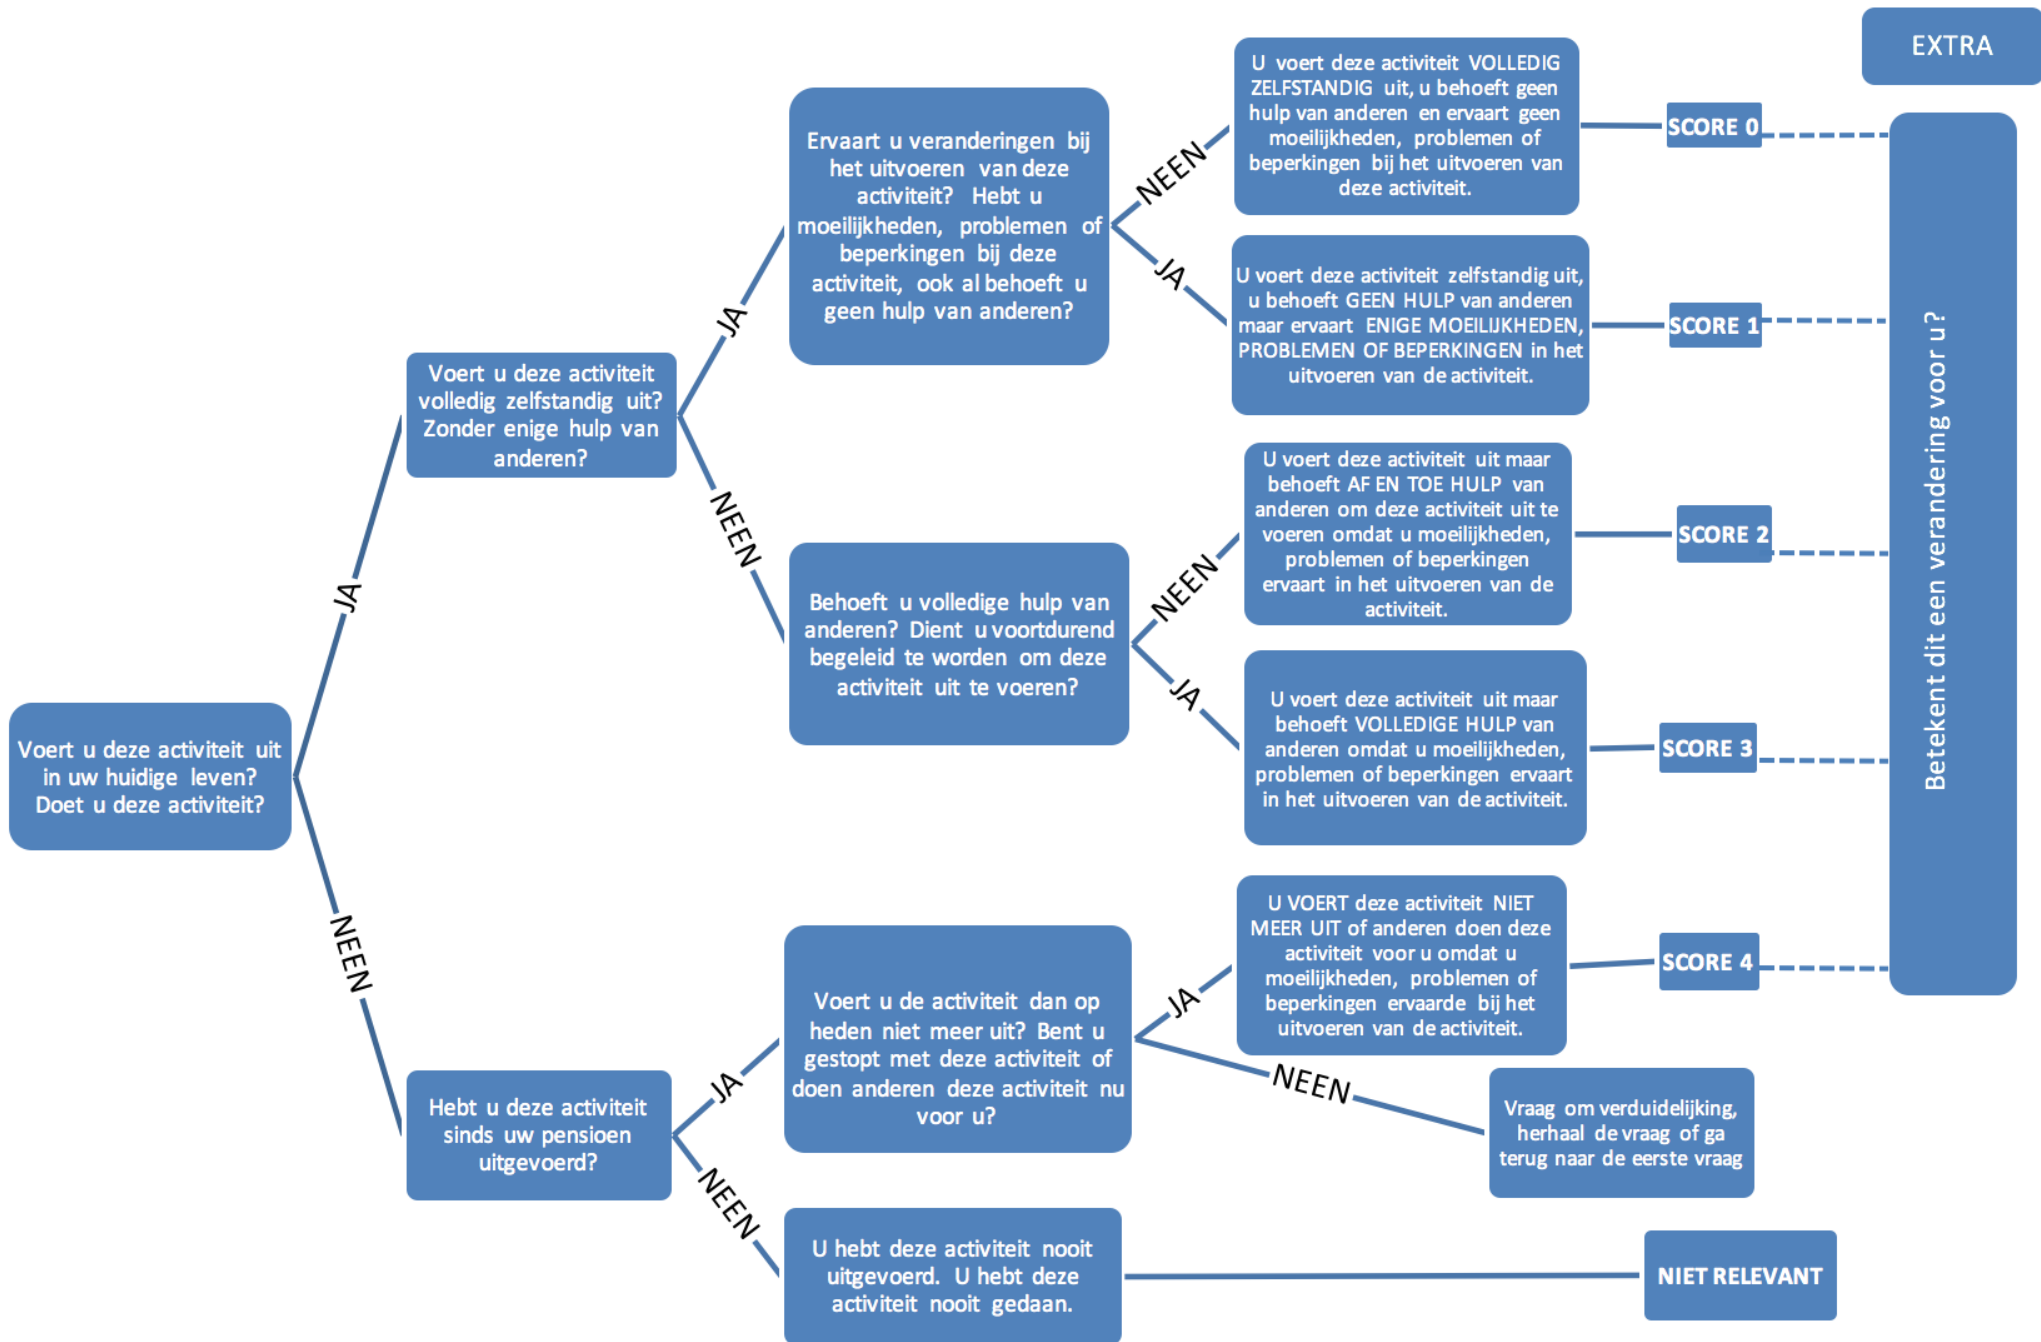 EXTRA
U voert deze activiteit VOLLEDIG
ZELFSTANDIG uit, u behoeft geen
hulp van anderen en ervaart geen
moeilijkheden, problemen of
beperkingen bij het uitvoeren van
deze activiteit.
SCORE 0
Ervaart u veranderingen bij
het uitvoeren van deze
activiteit? Hebt u
moeilijkheden, problemen of
beperkingen bij deze
activiteit, ook al behoeft u
geen hulp van anderen?
NEEN
JA
U voert deze activiteit zelfstandig uit,
u behoeft GEEN HULP van anderen
maar ervaart ENIGE MOEILIJKHEDEN,
PROBLEMEN OF BEPERKINGEN in het
uitvoeren van de activiteit.
SCORE 1
Betekent dit een verandering voor u?
JA
Voert u deze activiteit
volledig zelfstandig uit?
Zonder enige hulp van
anderen?
NEEN
U voert deze activiteit uit maar
behoeft AF EN TOE HULP van
anderen om deze activiteit uit te
voeren omdat u moeilijkheden,
problemen of beperkingen
ervaart in het uitvoeren van de
activiteit.
SCORE 2
JA
Behoeft u volledige hulp van
anderen? Dient u voortdurend
begeleid te worden om deze
activiteit uit te voeren?
NEEN
JA
U voert deze activiteit uit maar
behoeft VOLLEDIGE HULP van
anderen omdat u moeilijkheden,
problemen of beperkingen ervaart
in het uitvoeren van de activiteit.
SCORE 3
Voert u deze activiteit uit
in uw huidige leven?
Doet u deze activiteit?
NEEN
U VOERT deze activiteit NIET
MEER UIT of anderen doen deze
activiteit voor u omdat u
moeilijkheden, problemen of
beperkingen ervaarde bij het
uitvoeren van de activiteit.
SCORE 4
Voert u de activiteit dan op
heden niet meer uit? Bent u
gestopt met deze activiteit of
doen anderen deze activiteit nu
voor u?
JA
NEEN
Vraag om verduidelijking,
herhaal de vraag of ga
terug naar de eerste vraag
Hebt u deze activiteit
sinds uw pensioen
uitgevoerd?
JA
NEEN
U hebt deze activiteit nooit
uitgevoerd. U hebt deze
activiteit nooit gedaan.
NIET RELEVANT